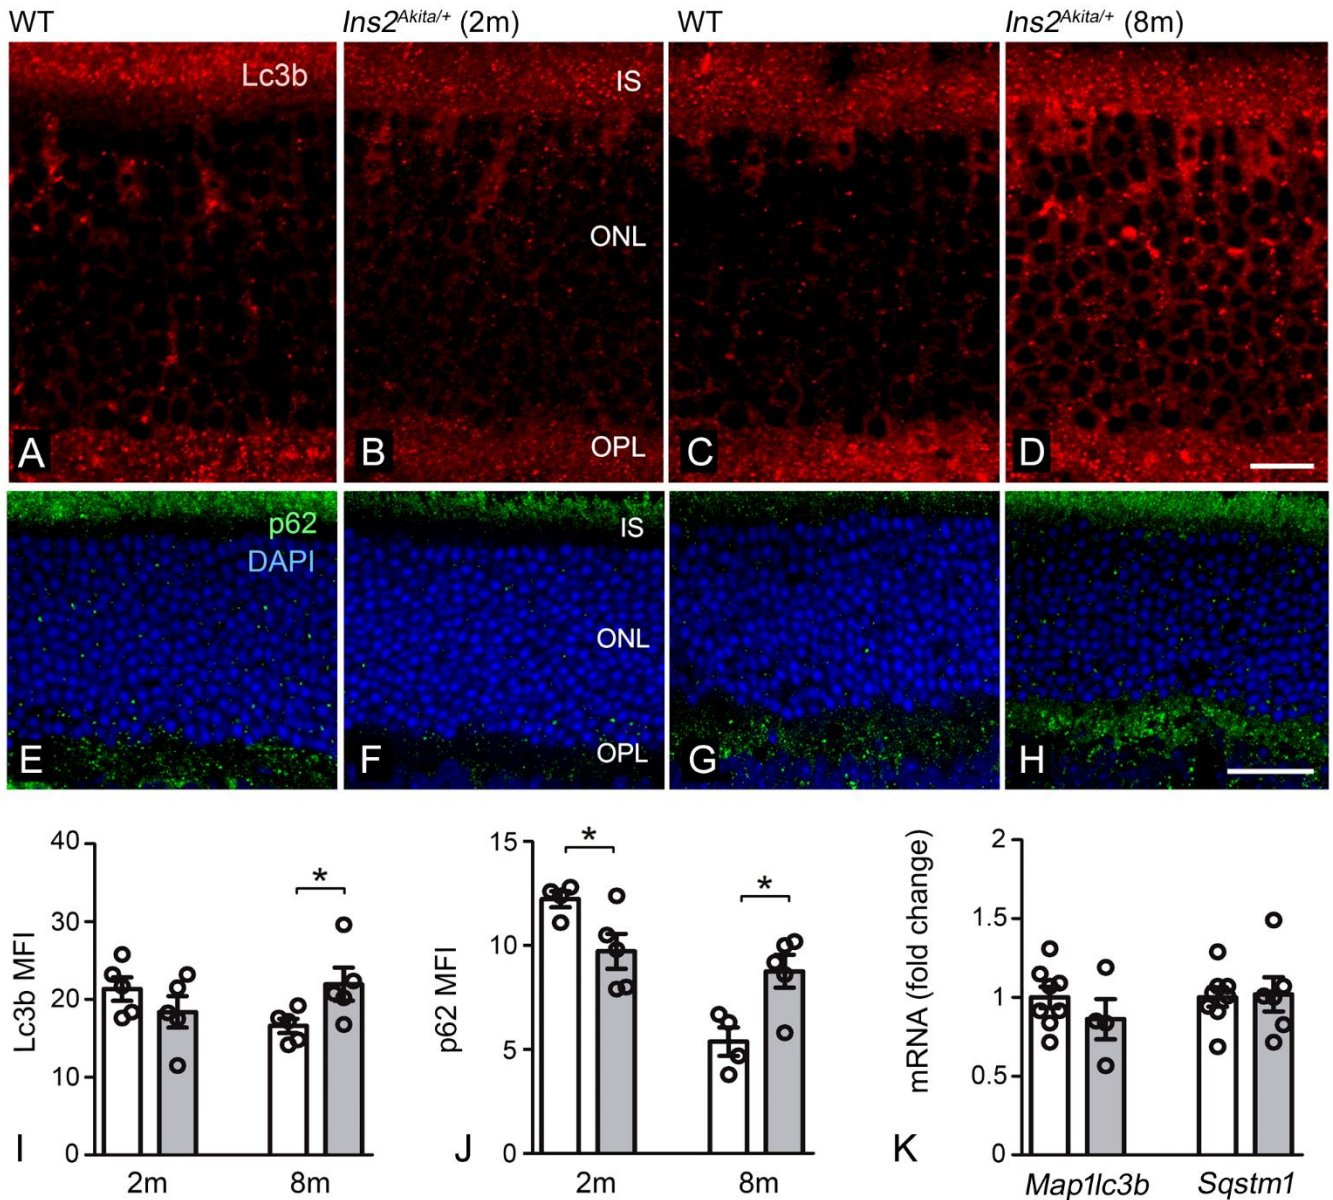 WT
Ins2Akita/+ (2m)
WT
Ins2Akita/+ (8m)
Lc3b
IS
ONL
OPL
A
B
C
D
p62
DAPI
IS
ONL
OPL
E
F
G
H
40
30
20
10
0
Lc3b MFI
*
2m
8m
I
15
10
5
0
p62 MFI
*
*
2m
8m
J
2
1.5
1
0.5
0
mRNA (fold change)
Map1lc3b
Sqstm1
K